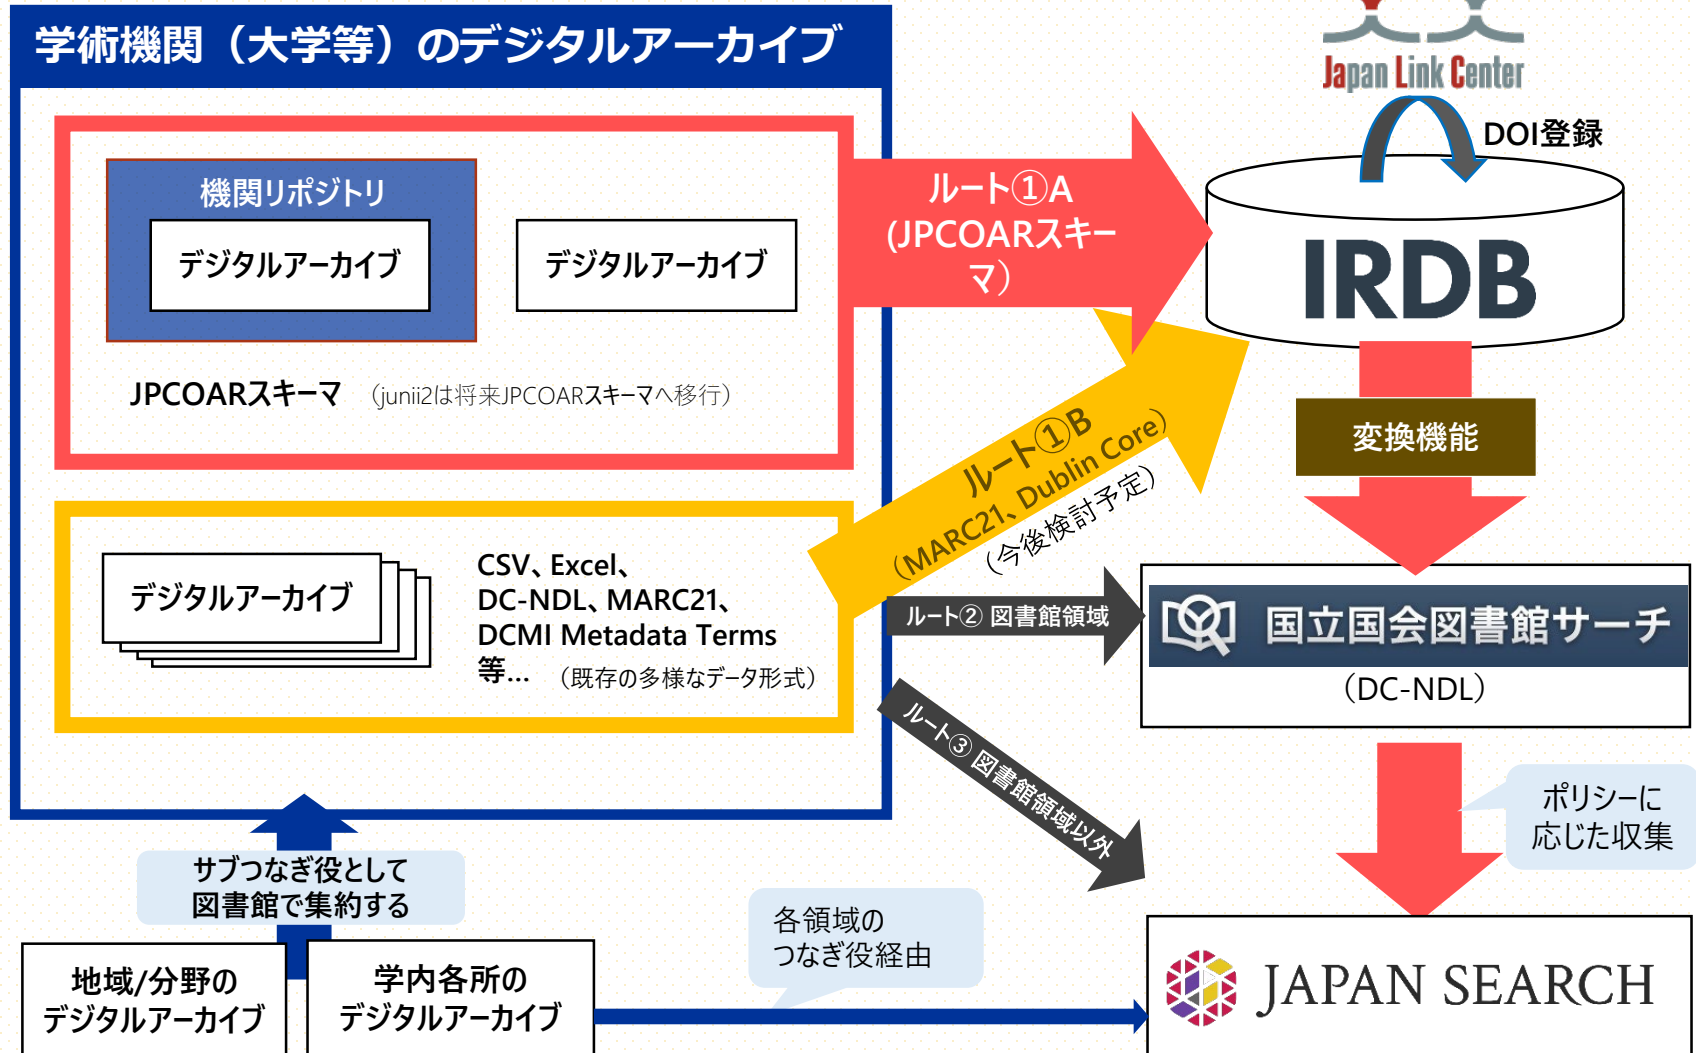 学術機関（大学等）のデジタルアーカイブ
機関リポジトリ
デジタルアーカイブ
デジタルアーカイブ
JPCOARスキーマ （junii2は将来JPCOARスキーマへ移行）
デジタルアーカイブ
CSV、Excel、
DC-NDL、MARC21、
DCMI Metadata Terms
等… （既存の多様なデータ形式）
ルート①A
(JPCOARスキー
マ）
ルート①B
（MARC21、Dublin Core）
（今後検討予定）
ルート② 図書館領域
ルート③ 図書館領域以外
Japan Link Center
DOI登録
IRDB
変換機能
国立国会図書館サーチ
（DC-NDL）
ポリシーに
応じた収集
サブつなぎ役として
図書館で集約する
地域/分野の
デジタルアーカイブ
学内各所の
デジタルアーカイブ
各領域の
つなぎ役経由
JAPAN SEARCH